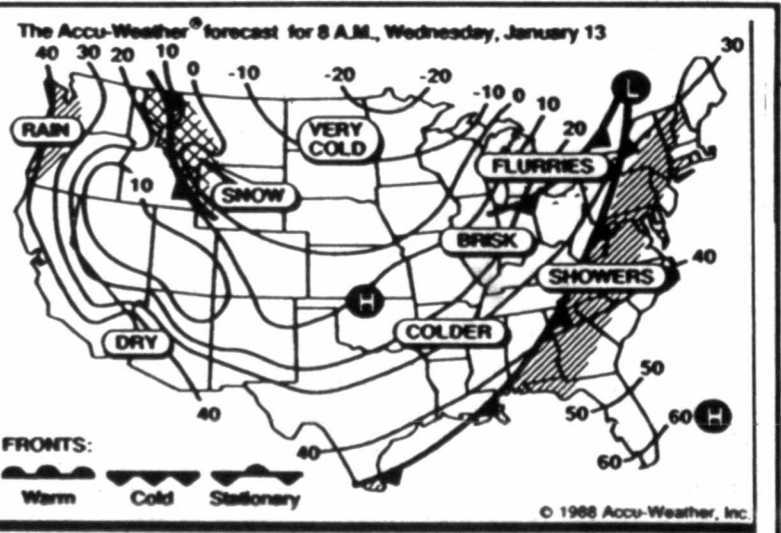 The Accu-Weather® forecast for 8 A.M., Wednesday, January 13
40 30 20 10 0 -10 -20 -20 30
-10 0 10 20
L
RAIN
VERY
COLD
FLURRIES
10
SNOW
BRISK
40
SHOWERS
H
COLDER
DRY
50
40
50
60 H
40
60
FRONTS:
Warm Cold Stationary
© 1988 Accu-Weather, Inc.